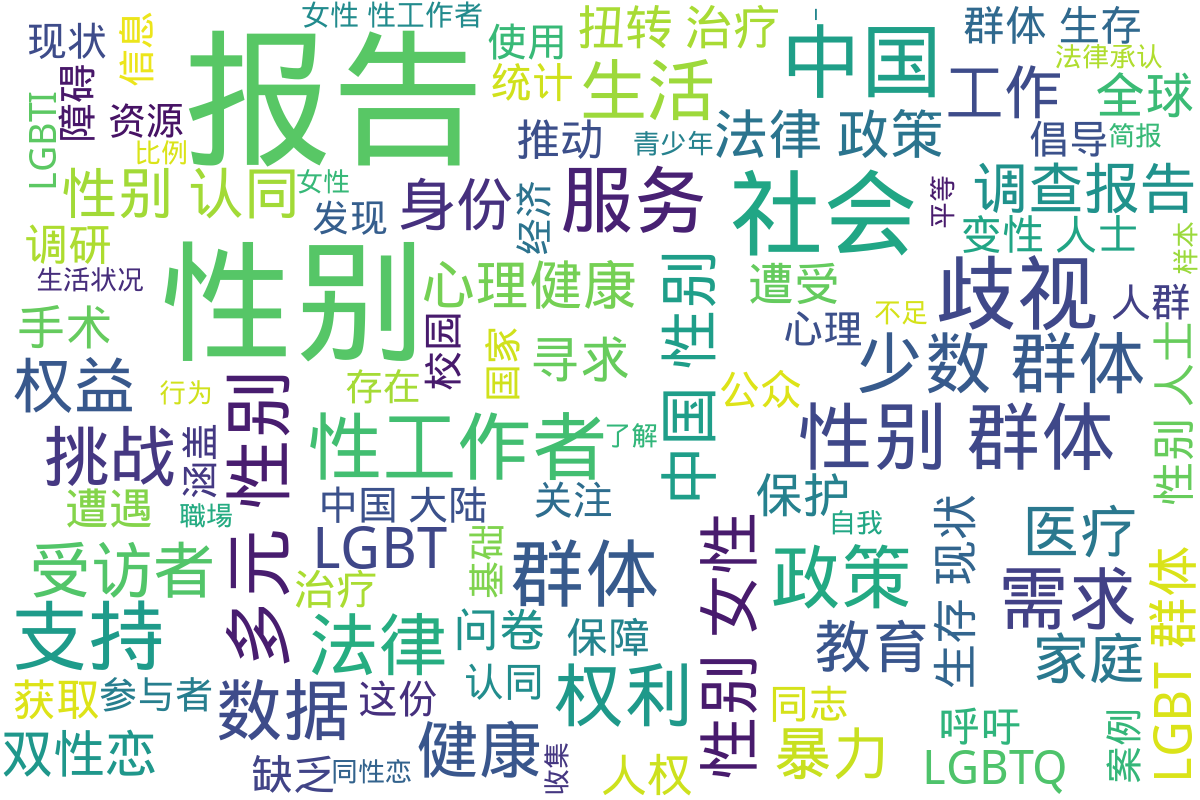 女性 性工作者
现状
信息
报告
使用
扭转 治疗
中国
群体 生存
法律承认
障碍
LGBTI
资源
比例
统计
生活
工作
全球
推动
青少年
法律 政策
倡导
简报
性别 认同
女性
身份
服务
社会
调查报告
发现
经济
平等
调研
变性 人士
样本
生活状况
性别
心理健康
中国 性别
遭受
歧视
人群
手术
校园
国家
寻求
心理
不足
少数 群体
性别 人士
权益
行为
存在
公众
多元 性别
挑战
涵盖
性工作者
了解
性别 群体
遭遇
職場
中国 大陆
关注
保护
自我
生存 现状
医疗
受访者
LGBT
基础
群体
性别 女性
政策
需求
LGBT 群体
治疗
支持
法律
问卷
保障
教育
家庭
获取
参与者
数据
这份
认同
权利
同志
呼吁
案例
双性恋
缺乏
同性恋
健康
收集
人权
暴力
LGBTQ